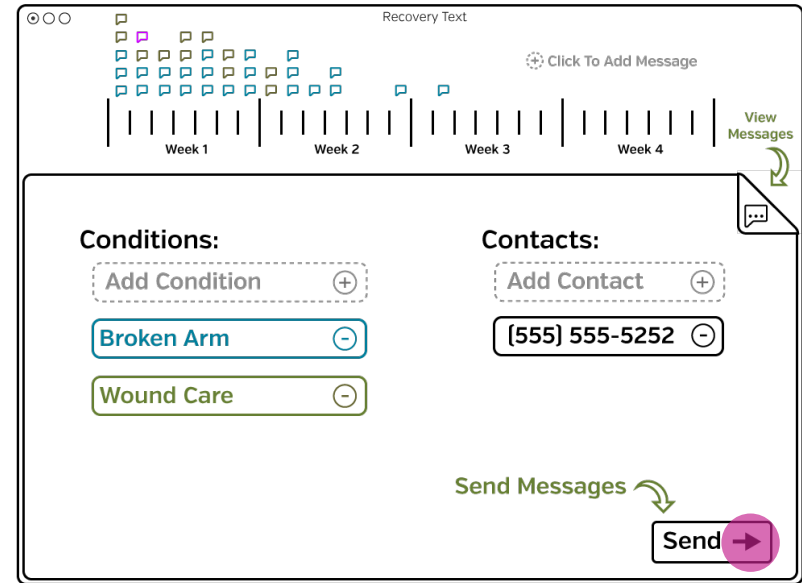 Recovery Text
Click To Add Message
View
Messages
Week 1
Week 2
Week 3
Week 4
Conditions:
Add Condition
Broken Arm
Wound Care
Contacts:
Add Contact
(555) 555-5252
Send Messages
Send